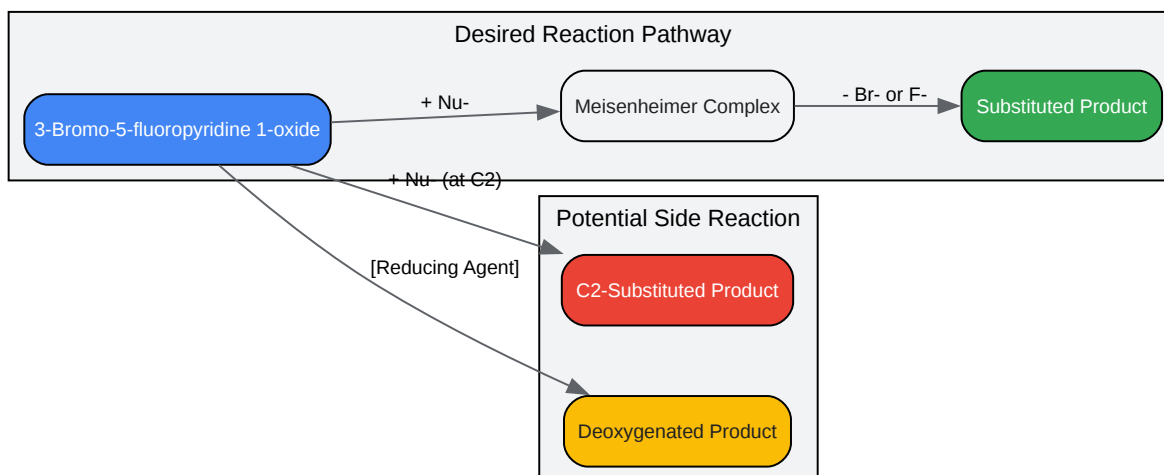 Desired Reaction Pathway
3-Bromo-5-fluoropyridine 1-oxide
+ Nu-
Meisenheimer Complex
- Br- or F-
Substituted Product
+ Nu- (at C2)
Potential Side Reaction
[Reducing Agent]
C2-Substituted Product
Deoxygenated Product